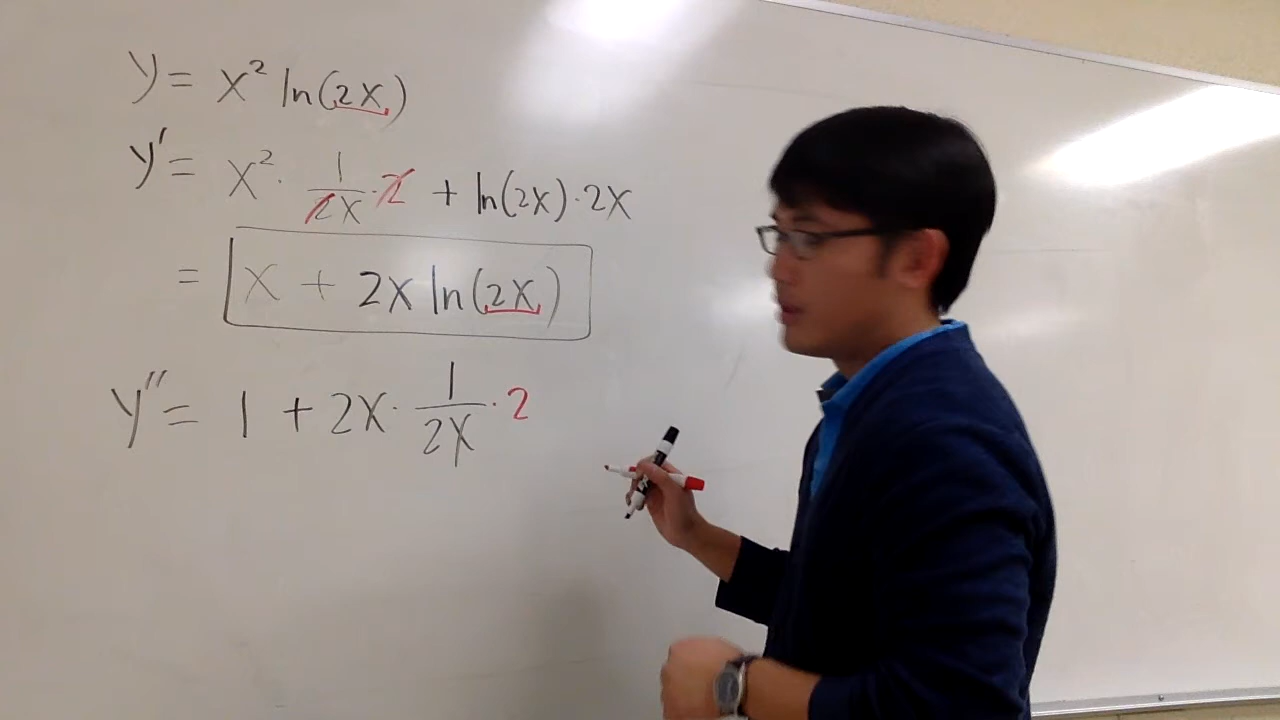 y = x² ln(2x)
y' = x² · 1/2x · 2 + ln(2x) · 2x
= x + 2x ln(2x)
y'' = 1 + 2x · 1/2x · 2